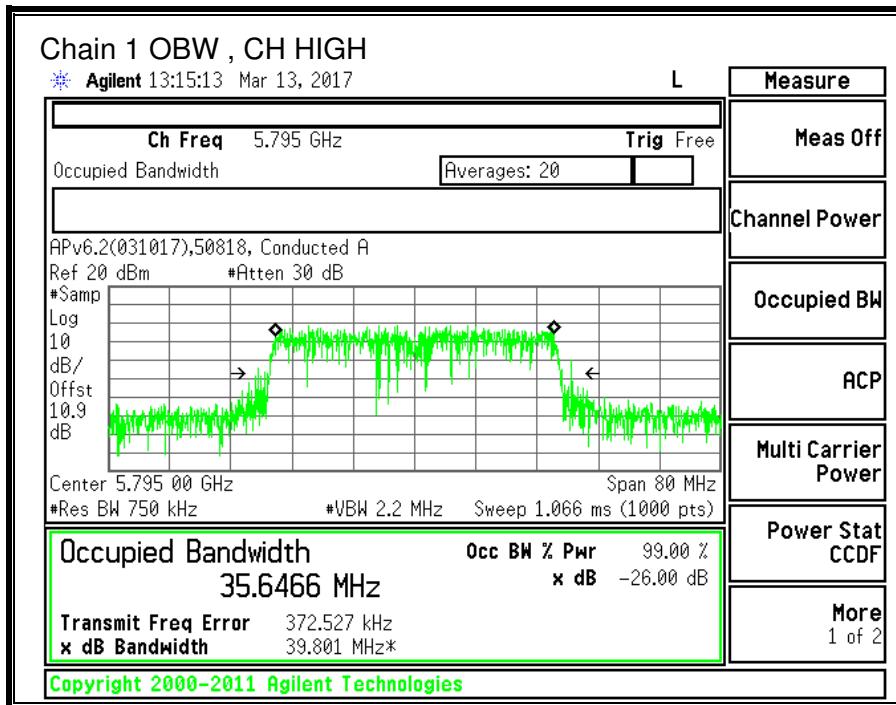 Chain 1 OBW , CH HIGH
Agilent 13:15:13 Mar 13, 2017 L
Measure
Ch Freq 5.795 GHz Trig Free
Occupied Bandwidth Averages: 20
APv6.2(031017),50818, Conducted A
Ref 20 dBm #Atten 30 dB
#Samp
Log
10
dB/
Offst
10.9
dB
Center 5.795 00 GHz Span 80 MHz
#Res BW 750 kHz #VBW 2.2 MHz Sweep 1.066 ms (1000 pts)
Occupied Bandwidth Occ BW % Pwr 99.00 %
35.6466 MHz x dB -26.00 dB
Transmit Freq Error 372.527 kHz
x dB Bandwidth 39.801 MHz*
Copyright 2000-2011 Agilent Technologies
Meas Off
Channel Power
Occupied BW
ACP
Multi Carrier
Power
Power Stat
CCDF
More
1 of 2